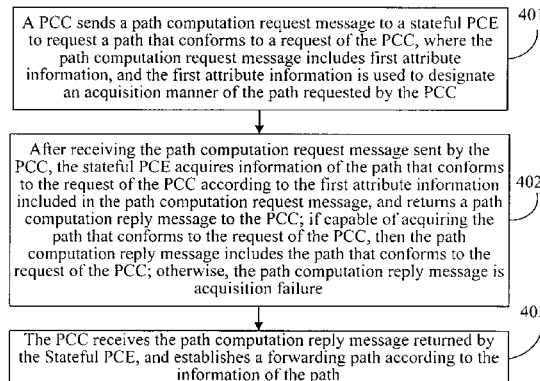 401
A PCC sends a path computation request message to a stateful PCE
to request a path that conforms to a request of the PCC, where the
path computation request message includes first attribute
information, and the first attribute information is used to designate
an acquisition manner of the path requested by the PCC
402
After receiving the path computation request message sent by the
PCC, the stateful PCE acquires information of the path that conforms
to the request of the PCC according to the first attribute information
included in the path computation request message, and returns a path
computation reply message to the PCC; if capable of acquiring the
path that conforms to the request of the PCC, then the path
computation reply message includes the path that conforms to the
request of the PCC; otherwise, the path computation reply message is
acquisition failure
403
The PCC receives the path computation reply message returned by
the Stateful PCE, and establishes a forwarding path according to the
information of the path